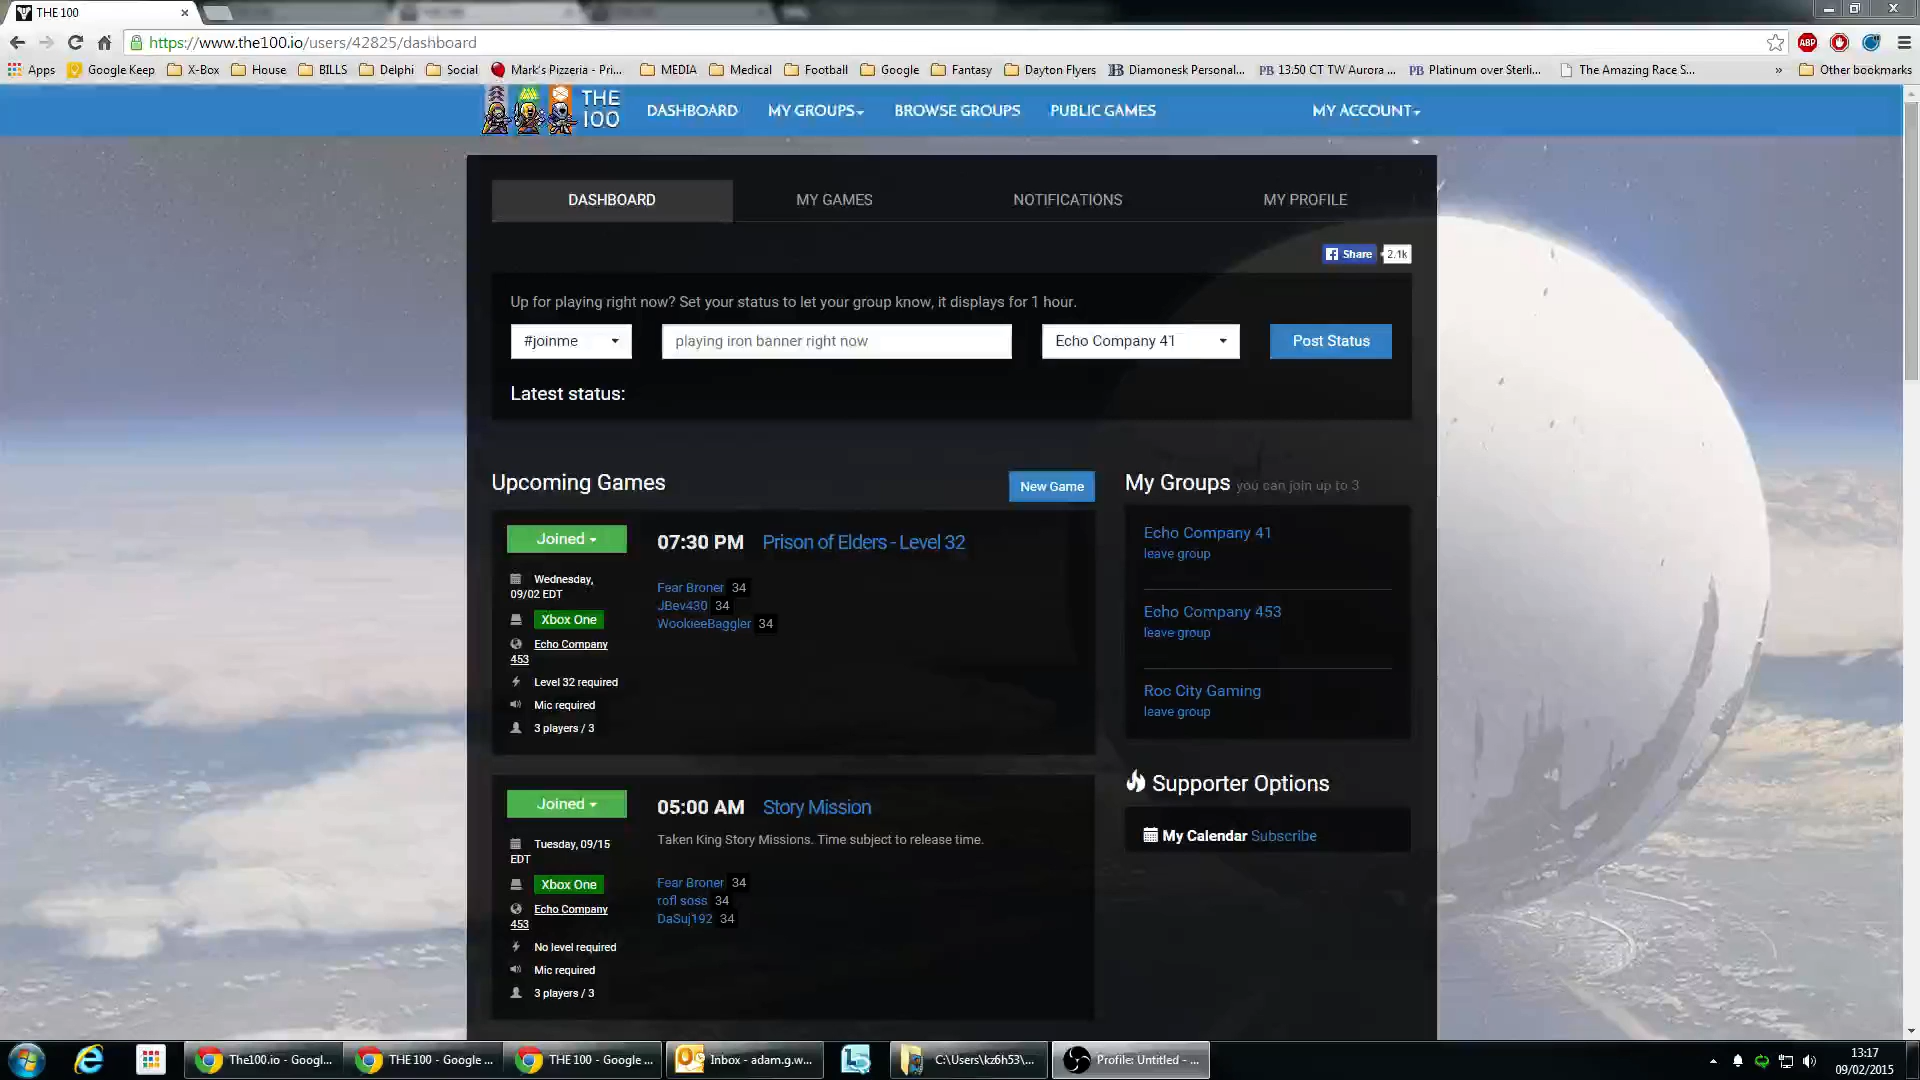 THE 100
https://www.the100.io/users/42825/dashboard
ABP
Apps Google Keep X-Box House BILLS Delphi Social Mark's Pizzeria - Pri... MEDIA Medical Football Google Fantasy Dayton Flyers Diamonesk Personal... PB 13:50 CT TW Aurora ... PB Platinum over Sterli... The Amazing Race S... » Other bookmarks
THE
100
DASHBOARD MY GROUPS BROWSE GROUPS PUBLIC GAMES MY ACCOUNT
DASHBOARD MY GAMES NOTIFICATIONS MY PROFILE
Share 2.1k
Up for playing right now? Set your status to let your group know, it displays for 1 hour.
#joinme playing iron banner right now Echo Company 41 Post Status
Latest status:
Upcoming Games New Game
Joined 07:30 PM Prison of Elders - Level 32
Wednesday,
09/02 EDT
Xbox One
Echo Company
453
Level 32 required
Mic required
3 players / 3
Fear Broner 34
JBev430 34
WookieeBaggler 34
Joined 05:00 AM Story Mission
Taken King Story Missions. Time subject to release time.
Tuesday, 09/15
EDT
Xbox One
Echo Company
453
No level required
Mic required
3 players / 3
Fear Broner 34
rofl soss 34
DaSuj192 34
My Groups you can join up to 3
Echo Company 41
leave group
Echo Company 453
leave group
Roc City Gaming
leave group
Supporter Options
My Calendar Subscribe
The100.io - Googl... THE 100 - Google ... THE 100 - Google ... Inbox - adam.g.w... C:\Users\kz6h53\... Profile: Untitled - ...
13:17
09/02/2015